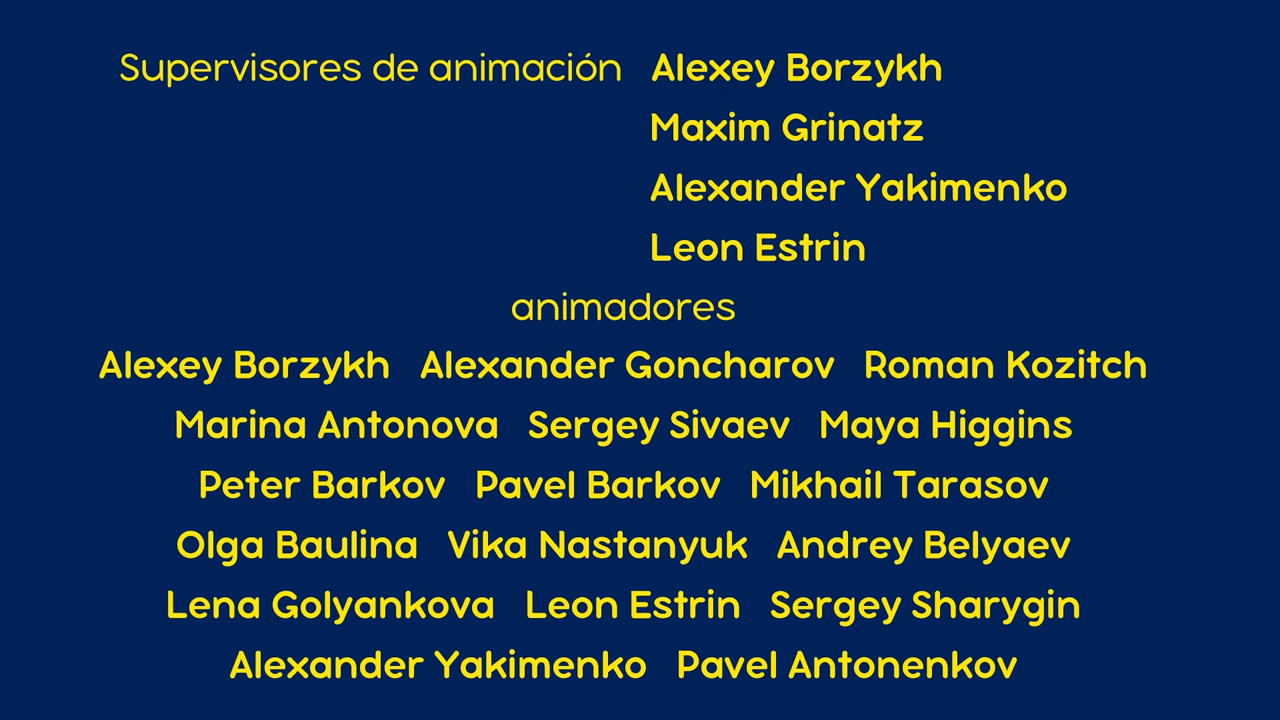 Supervisores de animación Alexey Borzykh
Maxim Grinatz
Alexander Yakimenko
Leon Estrin
animadores
Alexey Borzykh Alexander Goncharov Roman Kozitch
Marina Antonova Sergey Sivaev Maya Higgins
Peter Barkov Pavel Barkov Mikhail Tarasov
Olga Baulina Vika Nastanyuk Andrey Belyaev
Lena Golyankova Leon Estrin Sergey Sharygin
Alexander Yakimenko Pavel Antonenkov